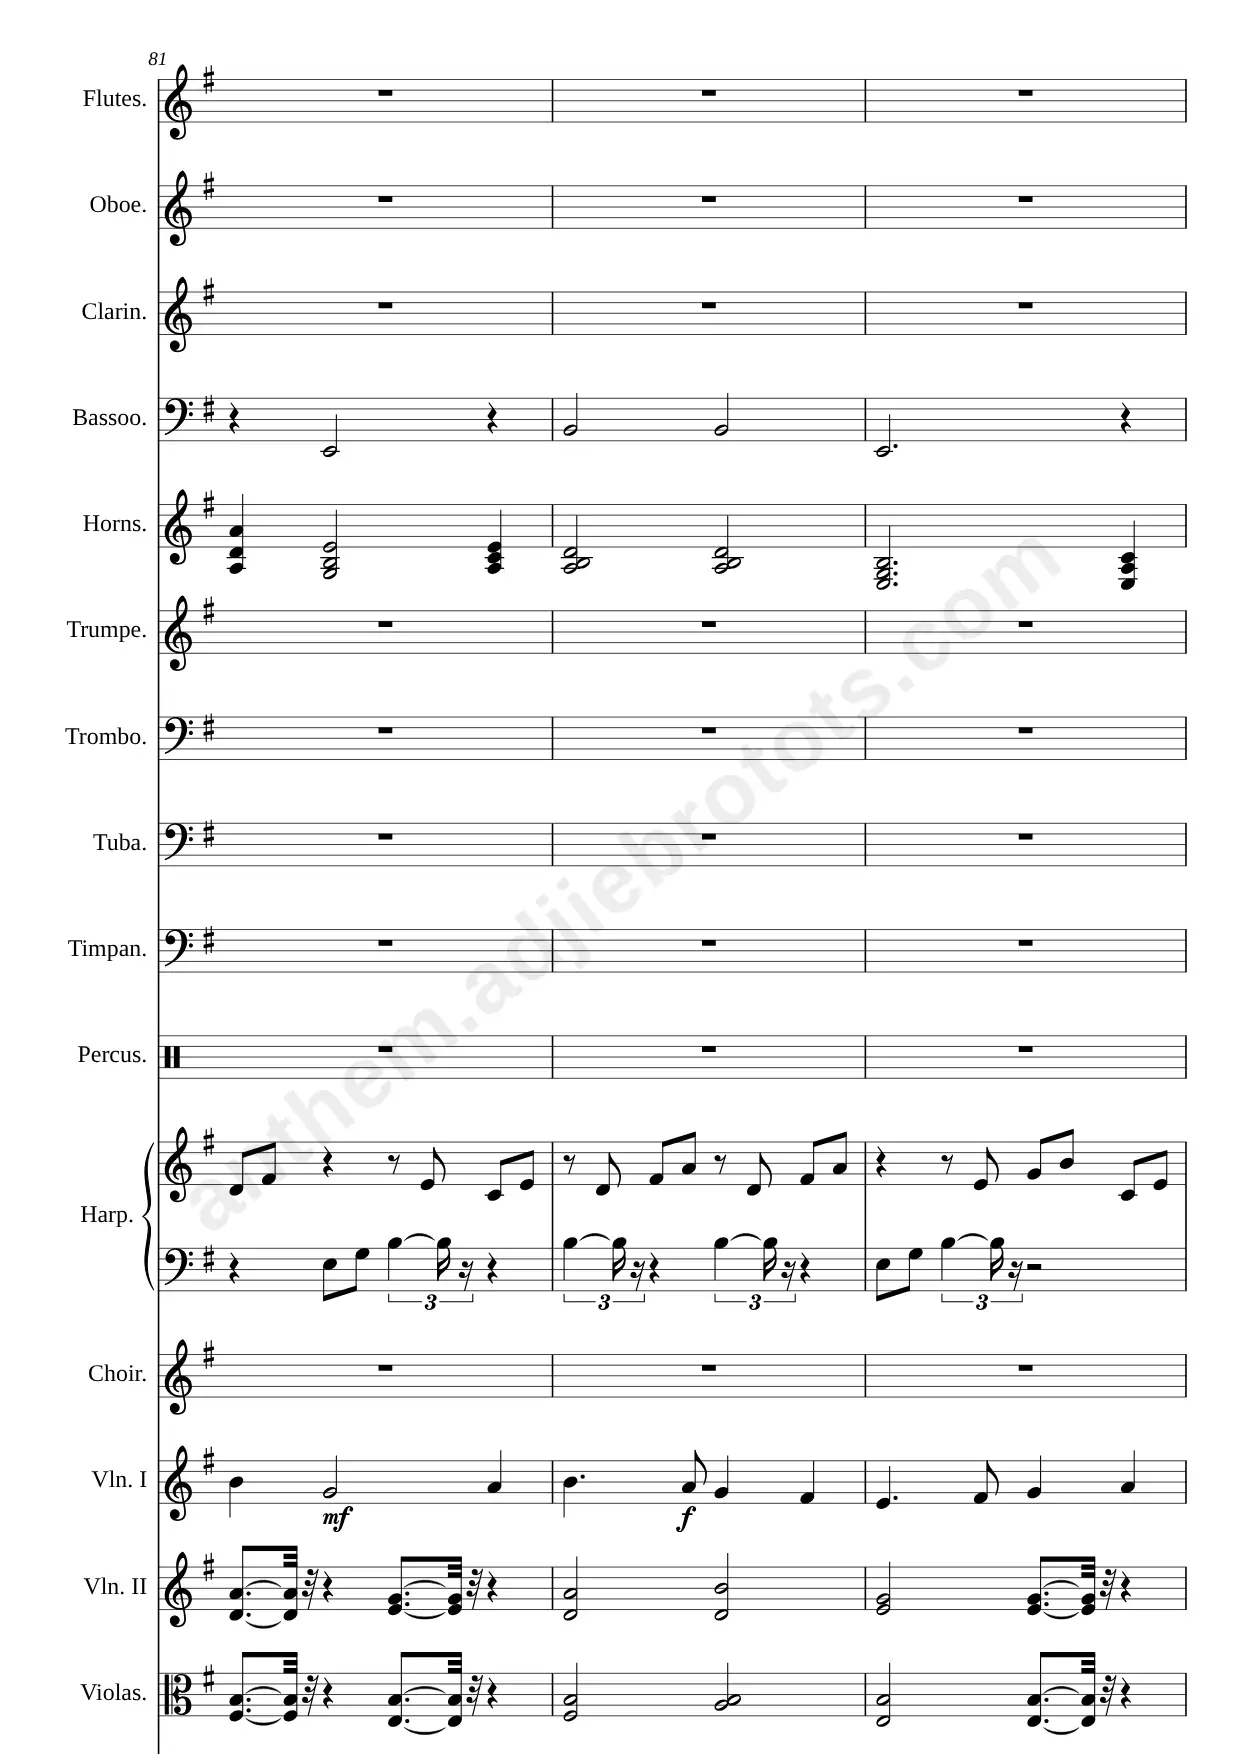 81
Flutes.
Oboe.
Clarin.
Bassoo.
Horns.
Trumpe.
Trombo.
Tuba.
Timpan.
Percus.
Harp.
3 3 3 3
Choir.
Vln. I
mf f
Vln. II
Violas.
anthem.adjiebrotots.com